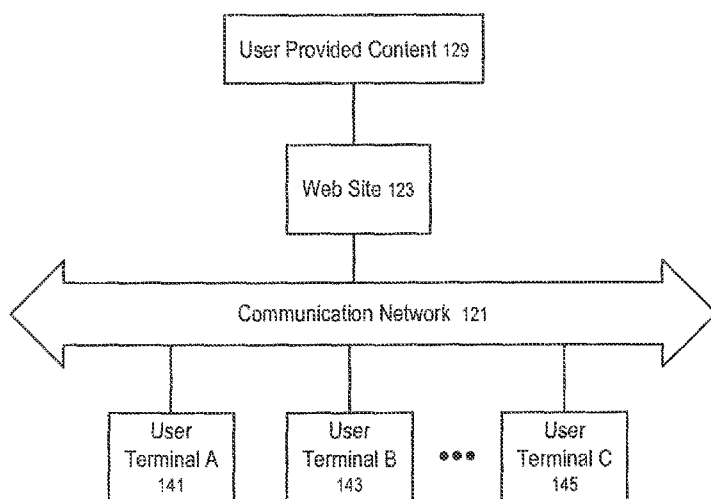 User Provided Content 129
Web Site 123
Communication Network 121
User
Terminal A
141
User
Terminal B
143
User
Terminal C
145